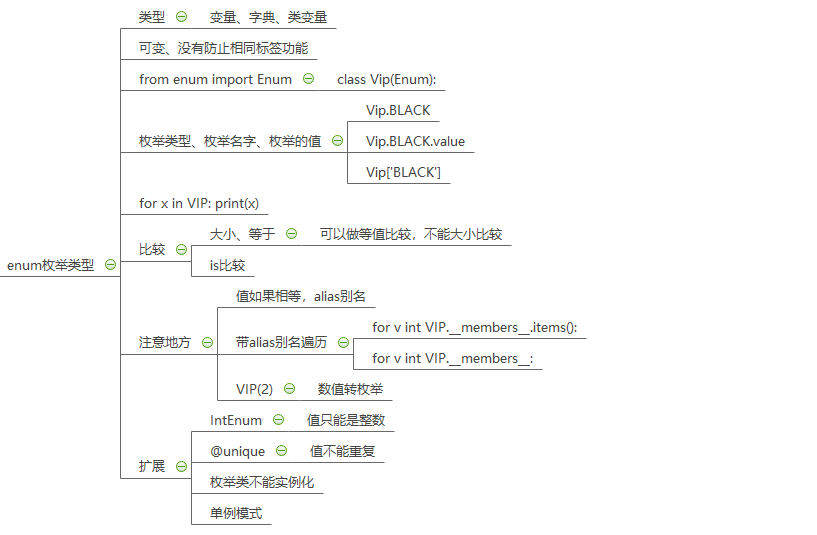 类型
变量、字典、类变量
可变、没有防止相同标签功能
from enum import Enum
class Vip(Enum):
枚举类型、枚举名字、枚举的值
Vip.BLACK
Vip.BLACK.value
Vip['BLACK']
for x in VIP: print(x)
enum枚举类型
比较
大小、等于
可以做等值比较，不能大小比较
is比较
注意地方
值如果相等，alias别名
带alias别名遍历
for v int VIP.__members__.items():
for v int VIP.__members__:
VIP(2)
数值转枚举
扩展
IntEnum
值只能是整数
@unique
值不能重复
枚举类不能实例化
单例模式